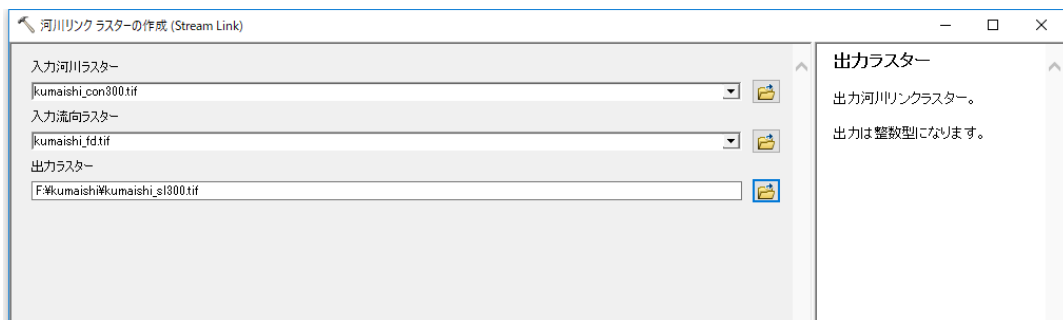 河川リンク ラスターの作成 (Stream Link)
入力河川ラスター
kumaishi_con300.tif
入力流向ラスター
kumaishi_fd.tif
出力ラスター
F:¥kumaishi¥kumaishi_sl300.tif
出力ラスター
出力河川リンクラスター。
出力は整数型になります。